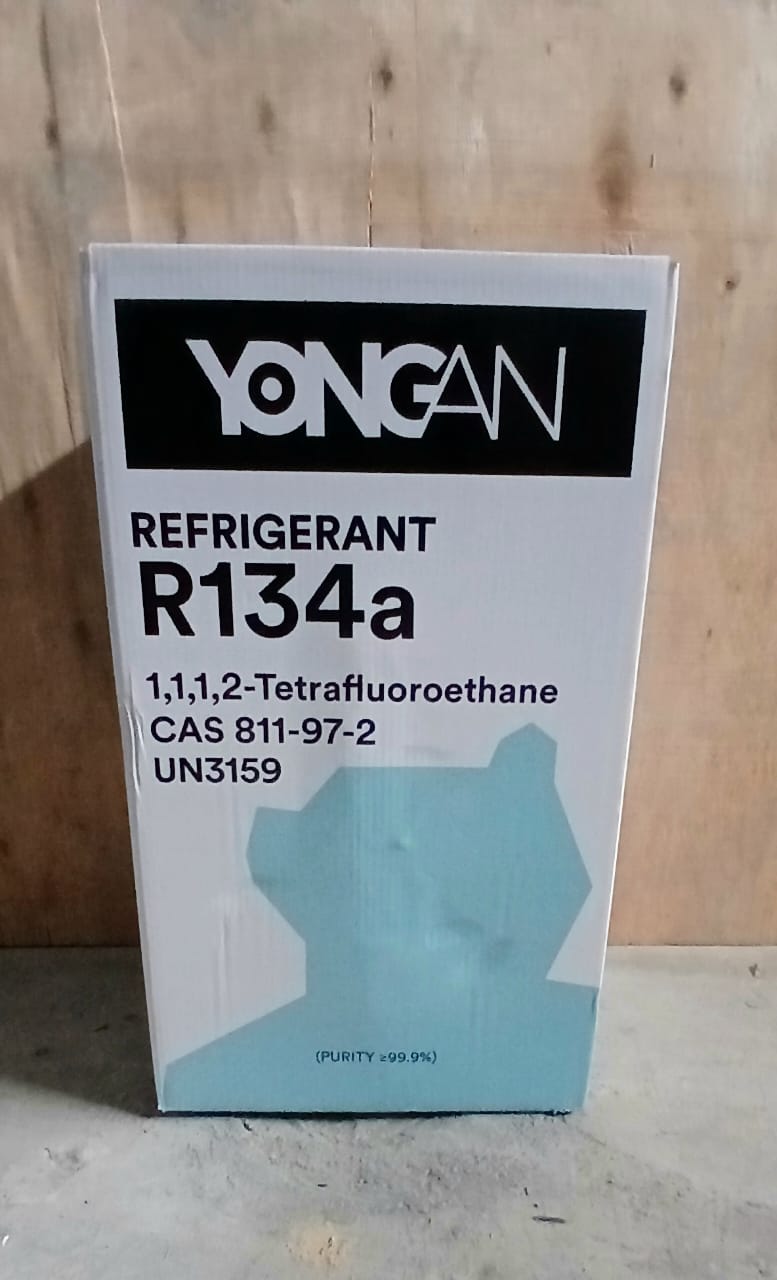 YONGAN
REFRIGERANT
R134a
1,1,1,2-Tetrafluoroethane
CAS 811-97-2
UN3159
(PURITY ≥99.9%)